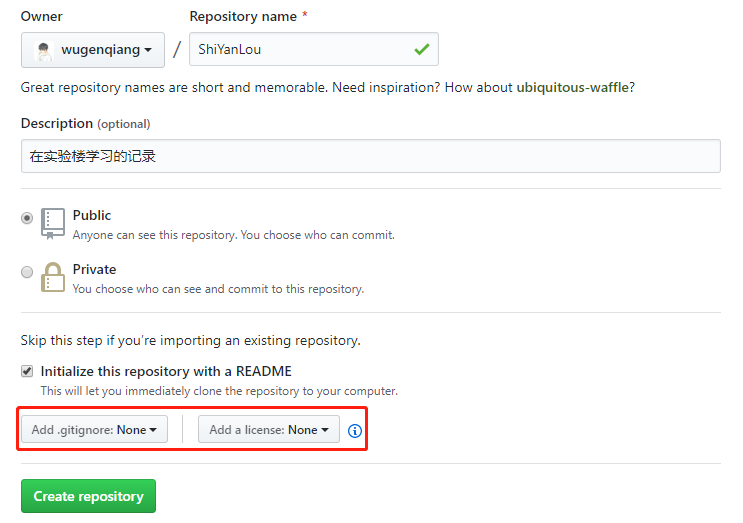 Owner
Repository name *
wugenqiang
/
ShiYanLou
Great repository names are short and memorable. Need inspiration? How about ubiquitous-waffle?
Description (optional)
在实验楼学习的记录
Public
Anyone can see this repository. You choose who can commit.
Private
You choose who can see and commit to this repository.
Skip this step if you're importing an existing repository.
Initialize this repository with a README
This will let you immediately clone the repository to your computer.
Add .gitignore: None
Add a license: None
Create repository